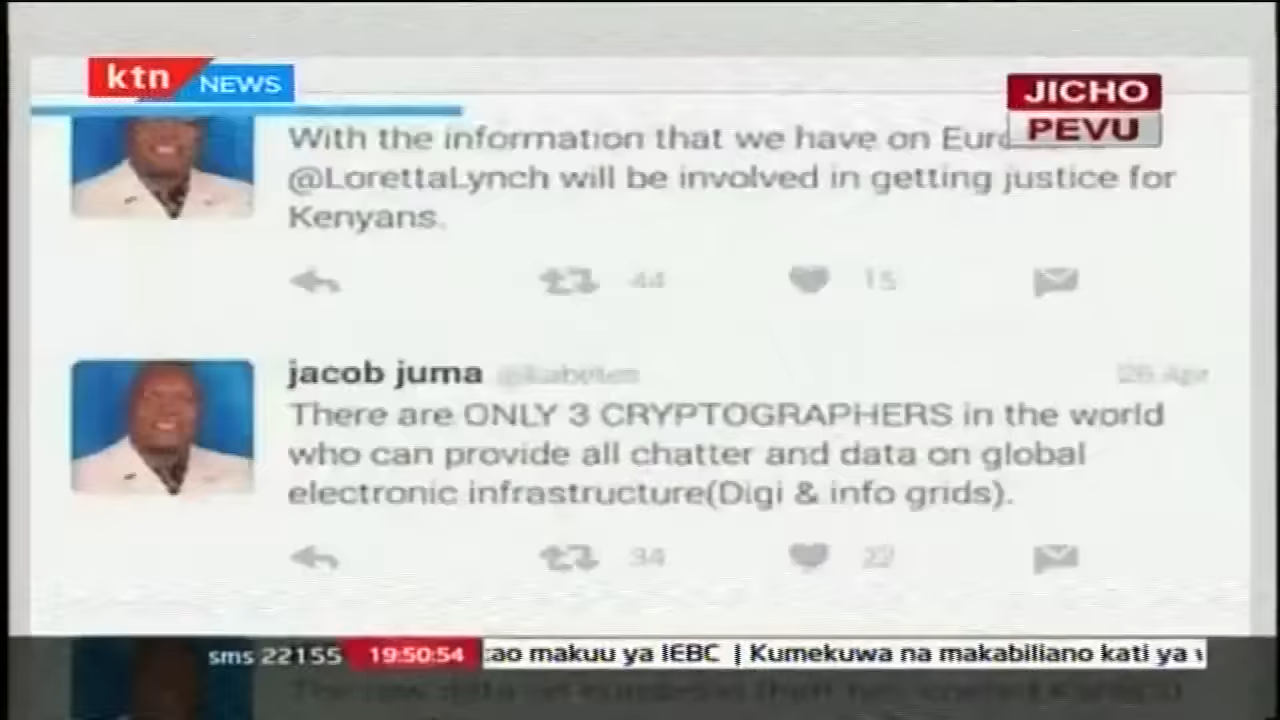 ktn NEWS
JICHO
PEVU
With the information that we have on Euro
@LorettaLynch will be involved in getting justice for
Kenyans.
44 15
jacob juma @kabetes 26 Apr
There are ONLY 3 CRYPTOGRAPHERS in the world
who can provide all chatter and data on global
electronic infrastructure(Digi & info grids).
34 22
sms 22155 19:50:54 ao makuu ya IEBC | Kumekuwa na makabiliano kati ya